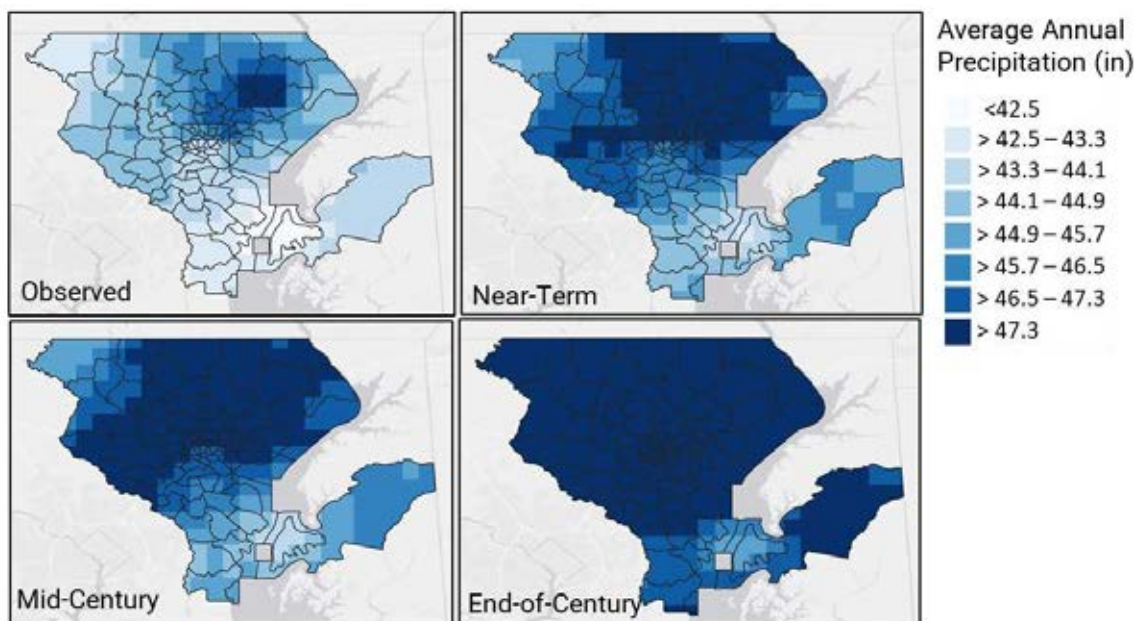 Observed
Near-Term
Mid-Century
End-of-Century
Average Annual
Precipitation (in)
<42.5
> 42.5 – 43.3
> 43.3 – 44.1
> 44.1 – 44.9
> 44.9 – 45.7
> 45.7 – 46.5
> 46.5 – 47.3
> 47.3